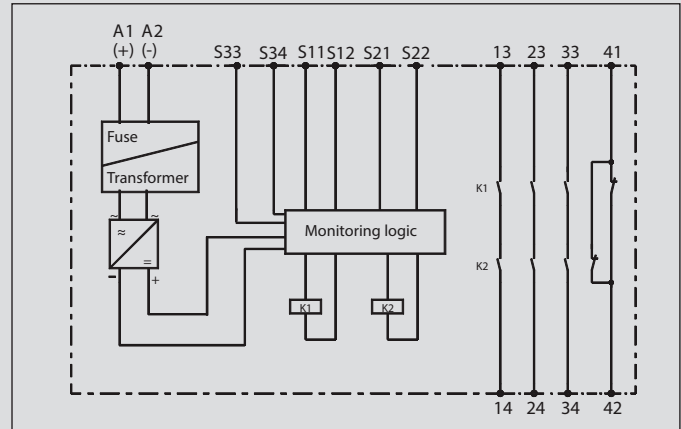 A1 A2
(+) (-) S33 S34 S11 S12 S21 S22 13 23 33 41
Fuse
Transformer
~ ~
≈
=
− +
Monitoring logic
K1 K2
K1
K2
14 24 34 42